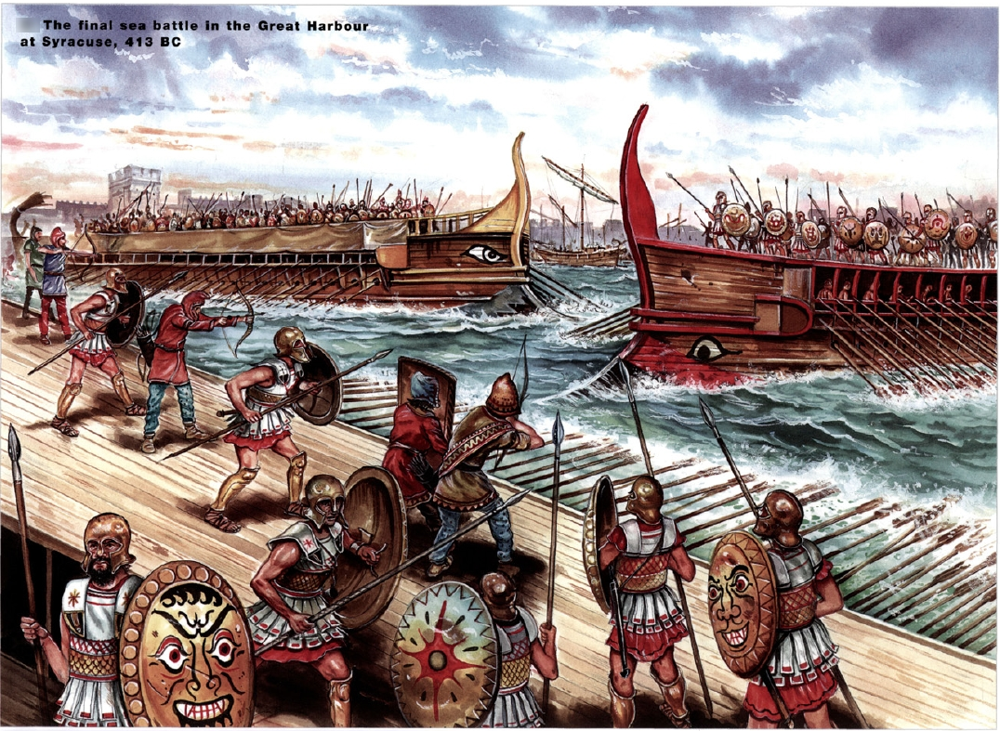 The final sea battle in the Great Harbour
at Syracuse, 413 BC